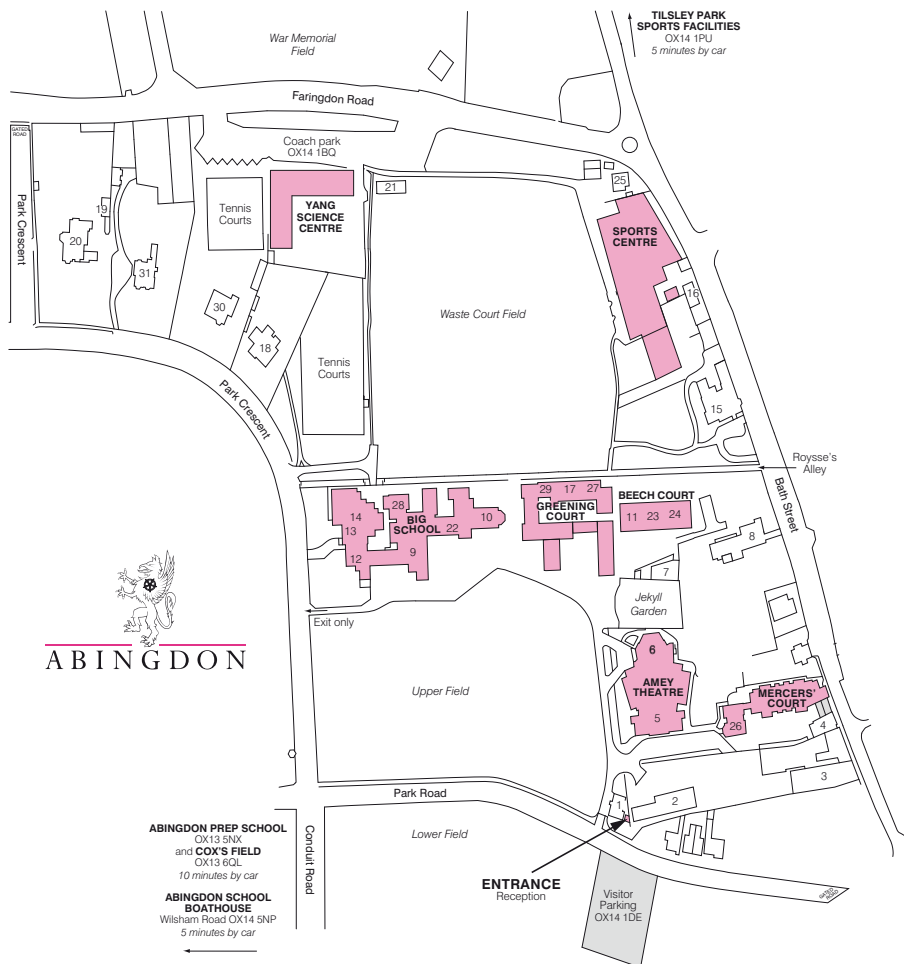 TILSLEY PARK
SPORTS FACILITIES
OX14 1PU
5 minutes by car
War Memorial
Field
Faringdon Road
GATED
ROAD
Coach park
OX14 1BQ
Park Crescent
19
20
31
Tennis
Courts
YANG
SCIENCE
CENTRE
21
25
SPORTS
CENTRE
16
30
18
Waste Court Field
Tennis
Courts
Park Crescent
15
Roysse's
Alley
Bath Street
14
13
12
28
BIG
SCHOOL
22
10
9
29 17 27
GREENING
COURT
BEECH COURT
11 23 24
8
7
Jekyll
Garden
Exit only
ABINGDON
6
AMEY
THEATRE
5
Upper Field
MERCERS'
COURT
26
4
3
Park Road
1
2
Lower Field
Conduit Road
ABINGDON PREP SCHOOL
OX13 5NX
and COX'S FIELD
OX13 6QL
10 minutes by car
ABINGDON SCHOOL
BOATHOUSE
Wilsham Road OX14 5NP
5 minutes by car
ENTRANCE
Reception
Visitor
Parking
OX14 1DE
GATED
ROAD